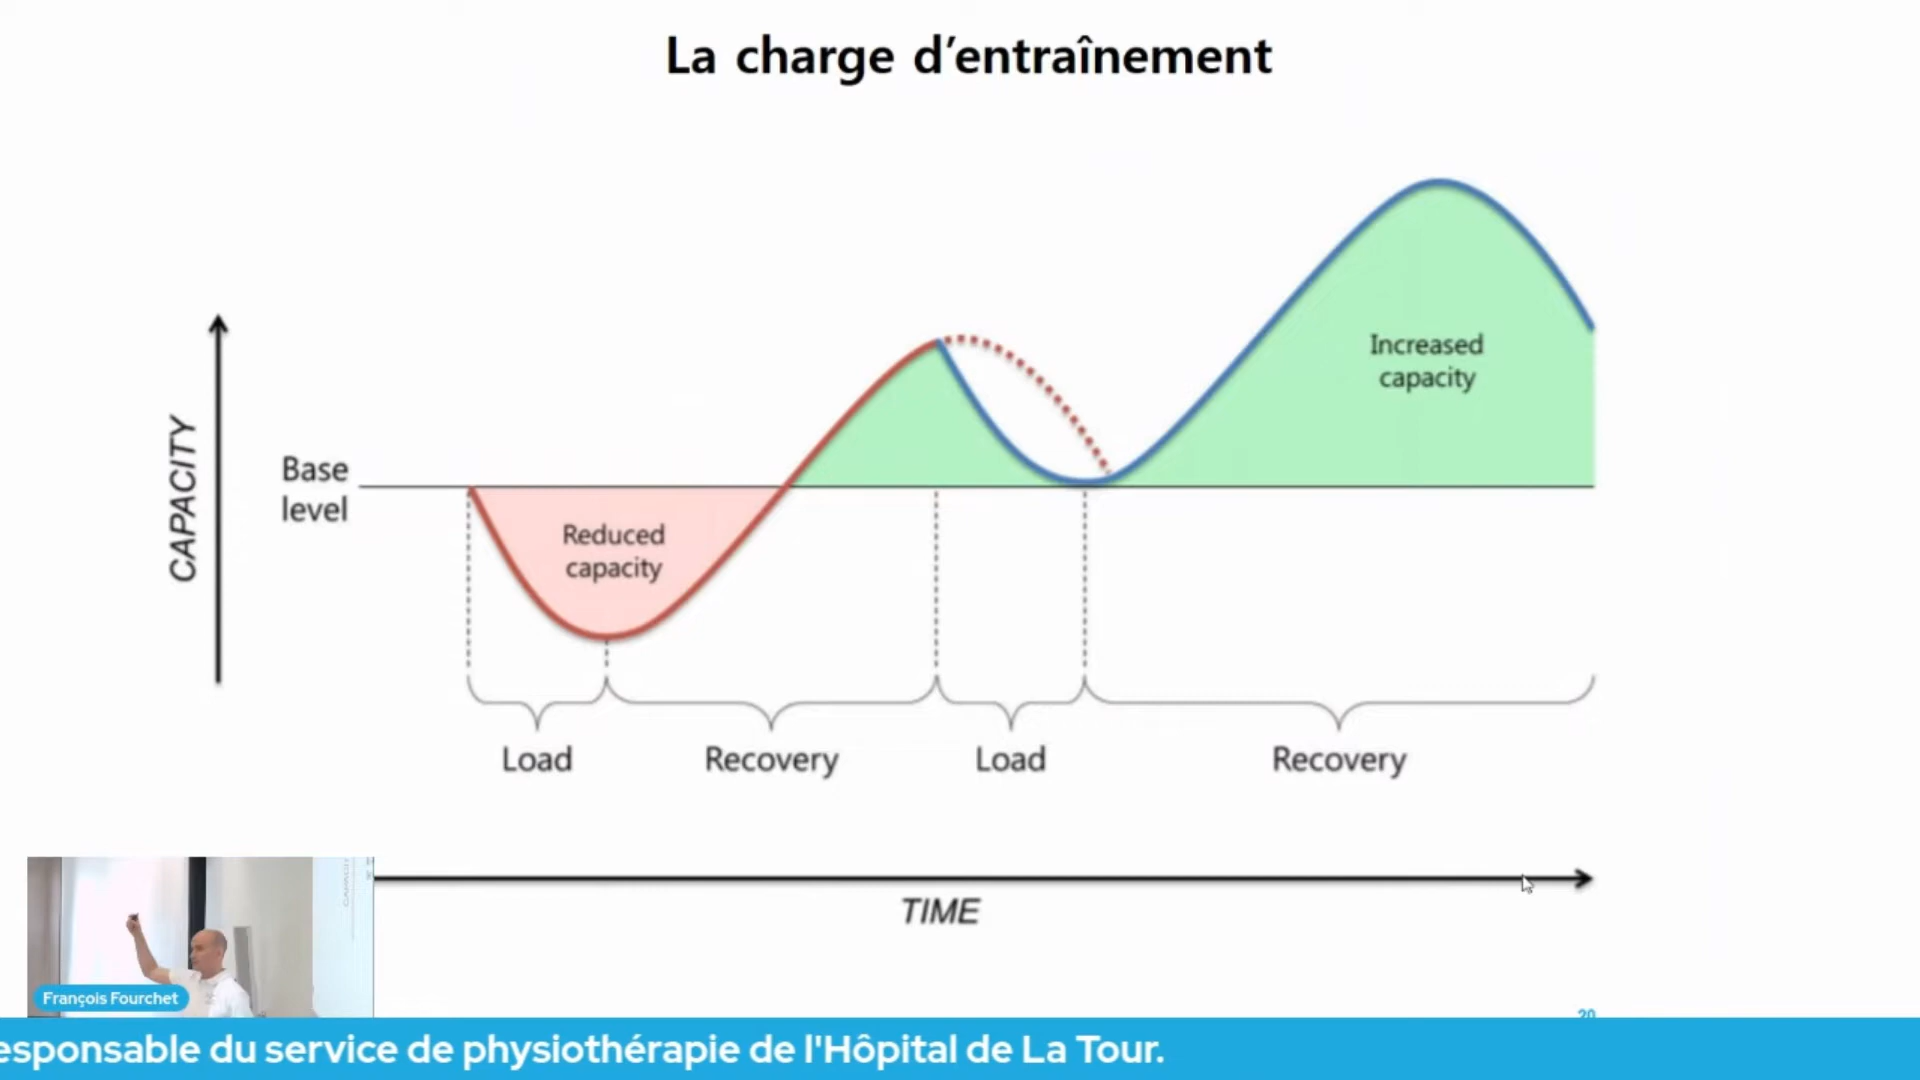 La charge d'entraînement
CAPACITY
Base
level
Reduced
capacity
Increased
capacity
Load
Recovery
Load
Recovery
TIME
François Fourchet
20
esponsable du service de physiothérapie de l'Hôpital de La Tour.